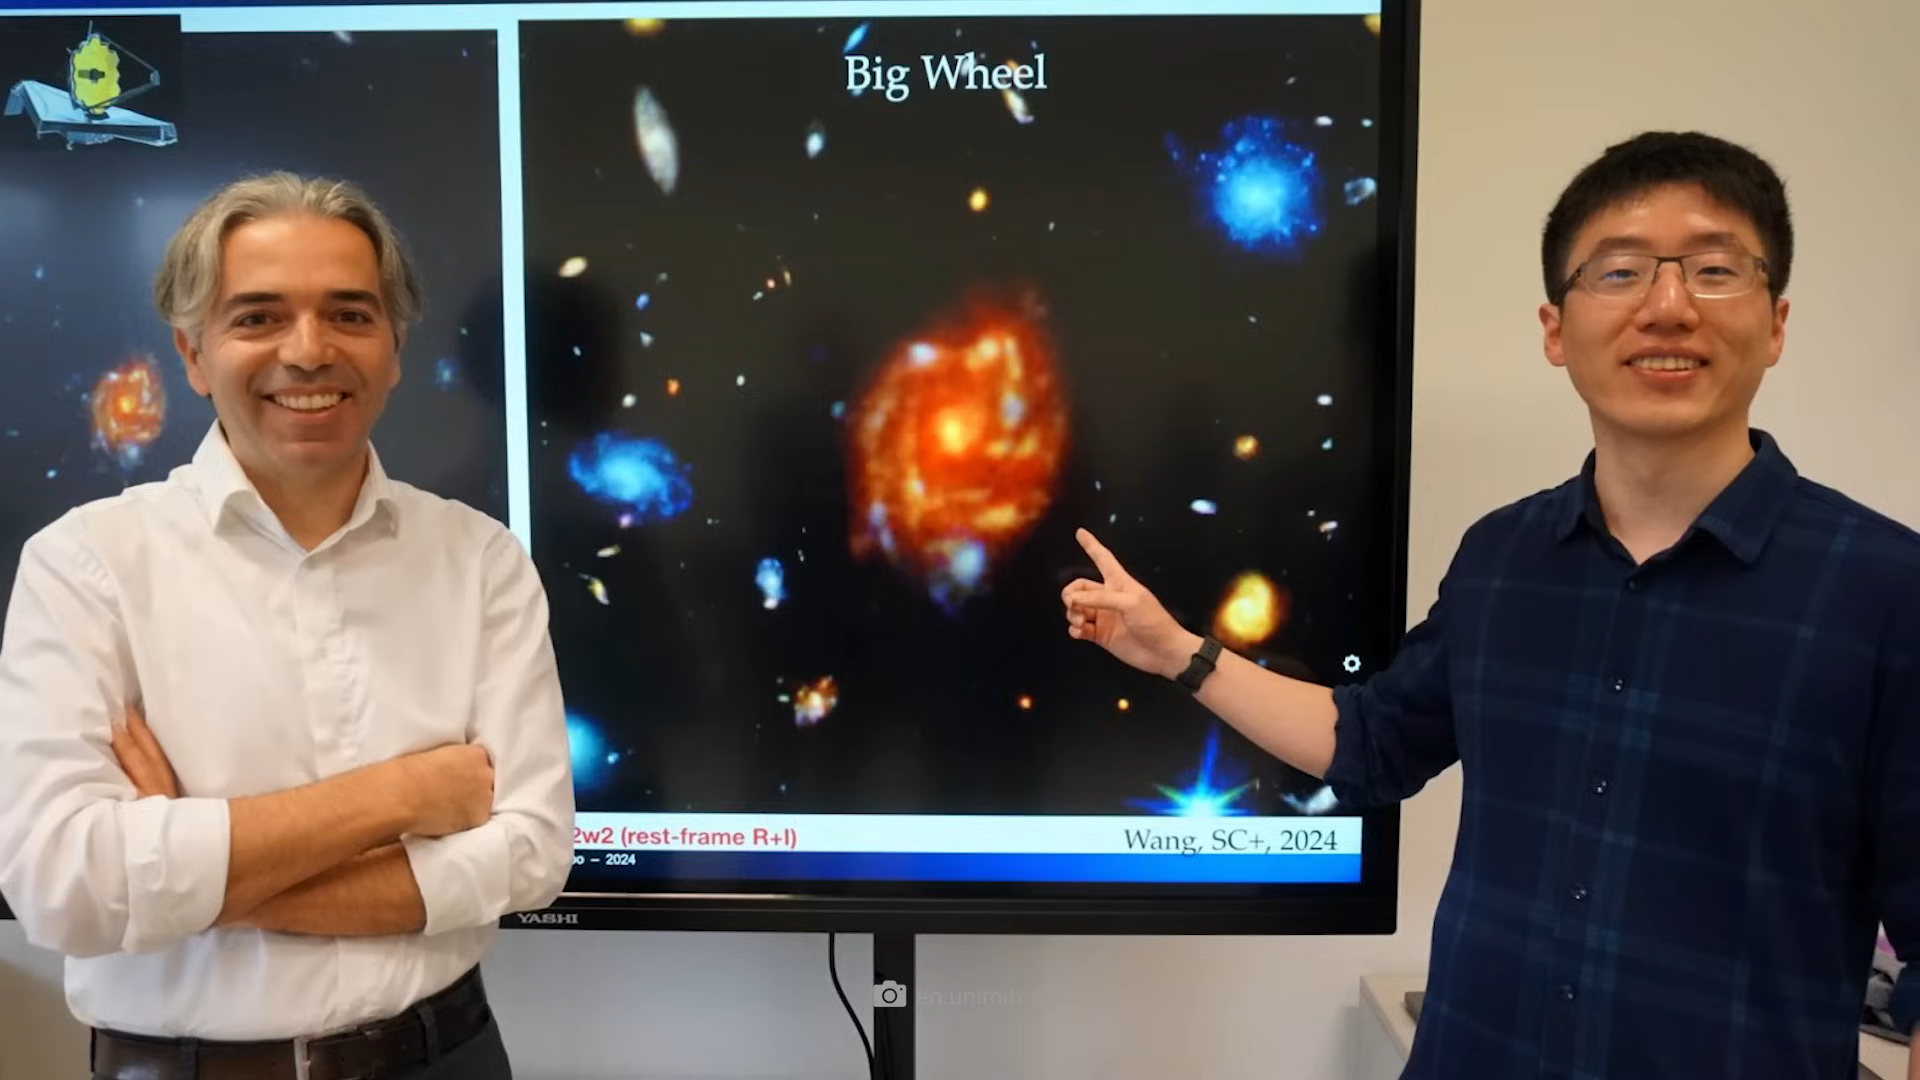 Big Wheel
2w2 (rest-frame R+I)
Wang, SC+, 2024
– 2024
YASHI
en.unimib